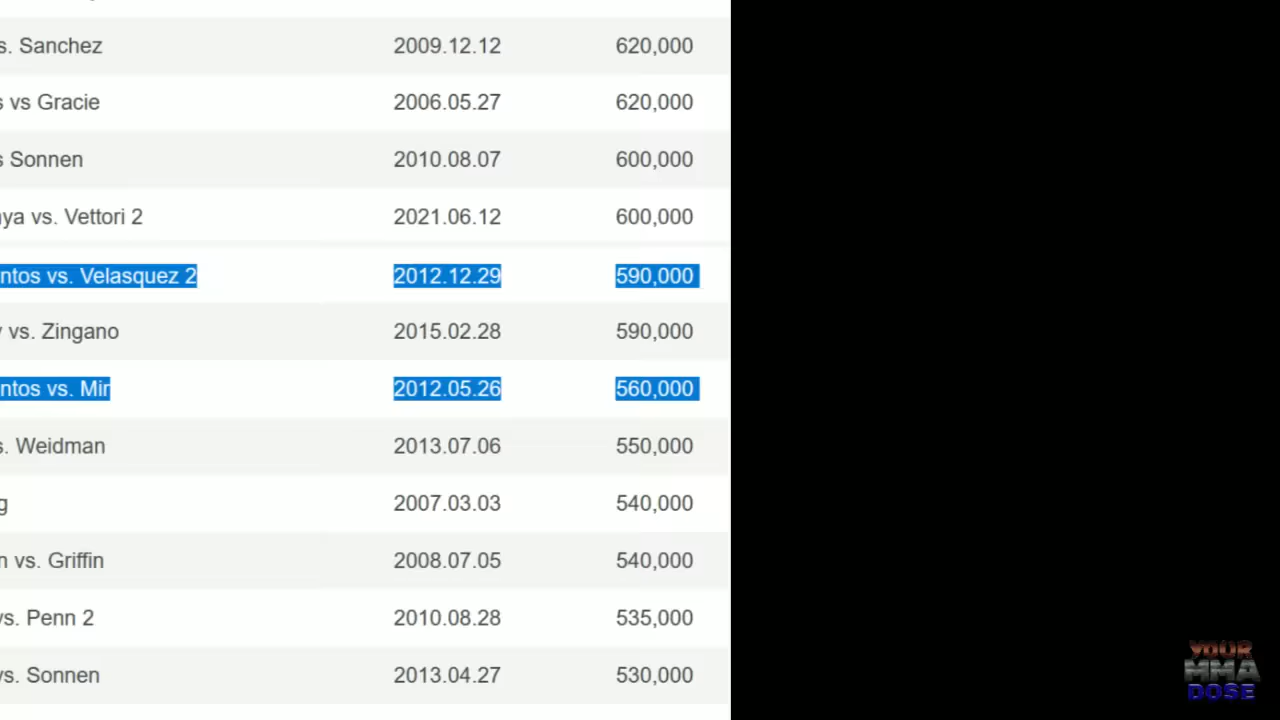 s. Sanchez 2009.12.12 620,000
s vs Gracie 2006.05.27 620,000
s Sonnen 2010.08.07 600,000
ya vs. Vettori 2 2021.06.12 600,000
ntos vs. Velasquez 2 2012.12.29 590,000
vs. Zingano 2015.02.28 590,000
ntos vs. Mir 2012.05.26 560,000
s. Weidman 2013.07.06 550,000
g 2007.03.03 540,000
n vs. Griffin 2008.07.05 540,000
vs. Penn 2 2010.08.28 535,000
vs. Sonnen 2013.04.27 530,000
YOUR
MMA
DOSE